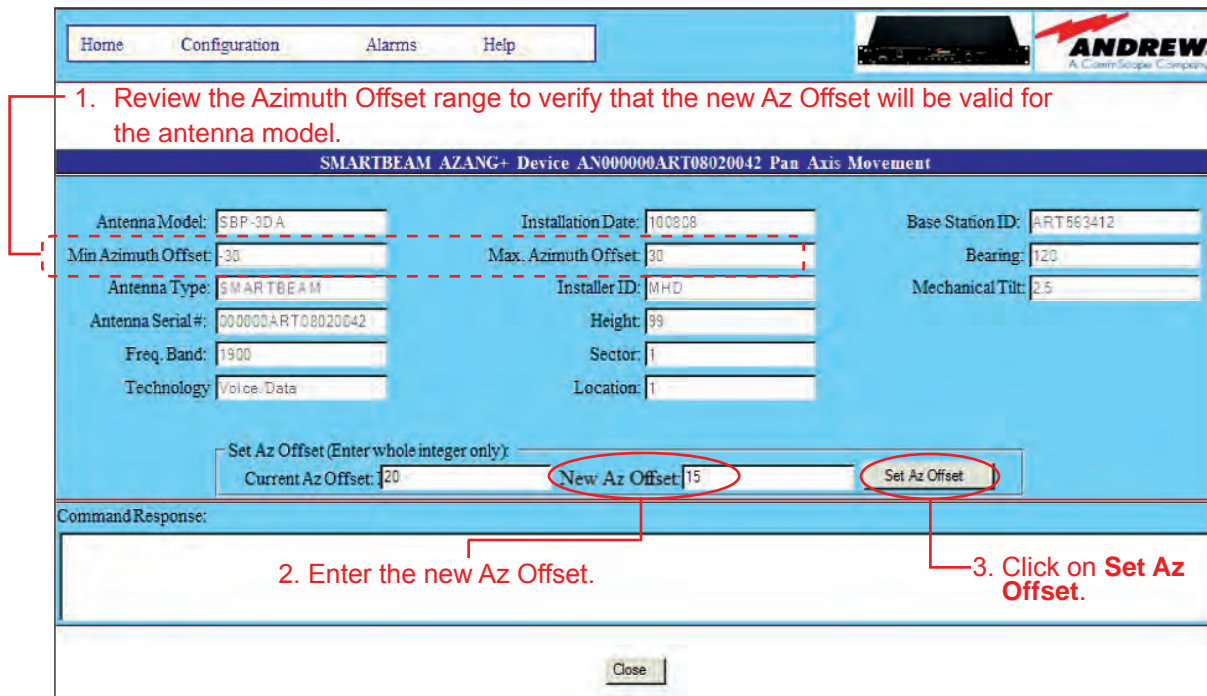 Home Configuration Alarms Help
ANDREW.
A CommScope Company
1. Review the Azimuth Offset range to verify that the new Az Offset will be valid for
the antenna model.
SMARTBEAM AZANG+ Device AN000000ART08020042 Pan Axis Movement
Antenna Model: SBP-3DA Installation Date: 100808 Base Station ID: ART563412
Min Azimuth Offset: -30 Max. Azimuth Offset: 30 Bearing: 120
Antenna Type: SMARTBEAM Installer ID: MHD Mechanical Tilt: 2.5
Antenna Serial#: 000000ART08020042 Height: 99
Freq. Band: 1900 Sector: 1
Technology Voice/Data Location: 1
Set Az Offset (Enter whole integer only):
Current Az Offset: 20 New Az Offset: 15 Set Az Offset
Command Response:
2. Enter the new Az Offset.
3. Click on Set Az
Offset.
Close